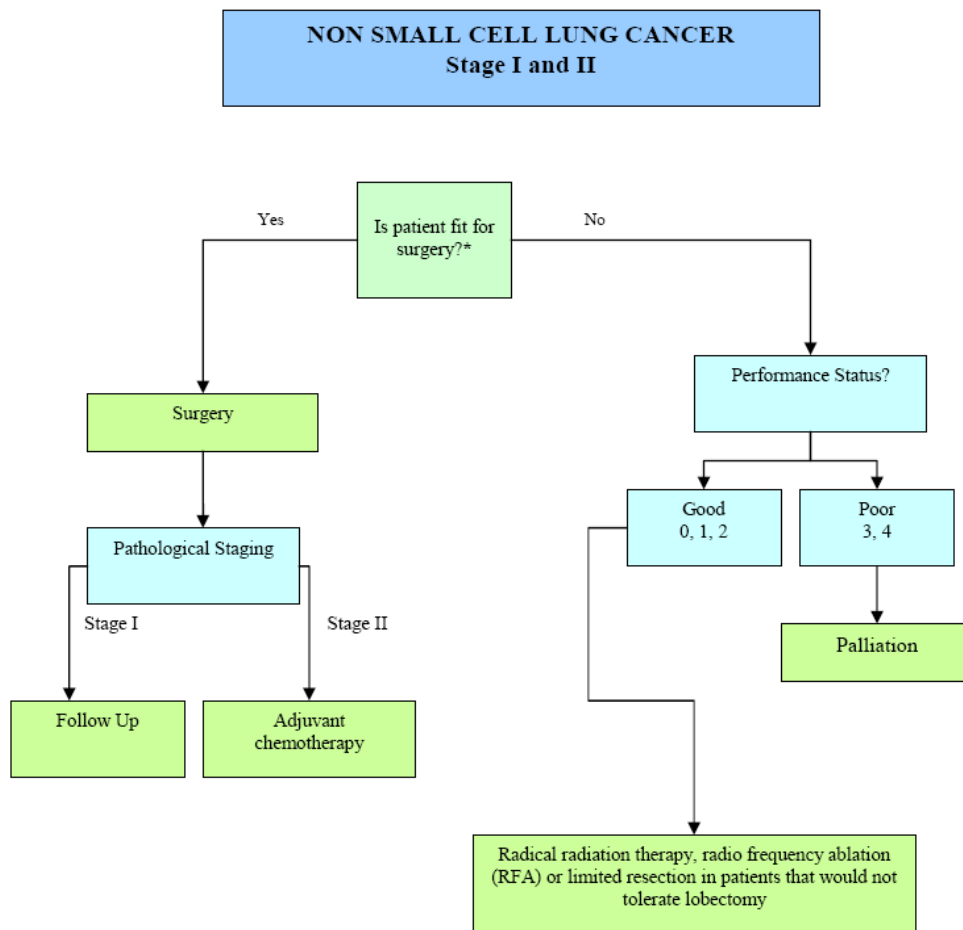 NON SMALL CELL LUNG CANCER
Stage I and II
Yes
Is patient fit for
surgery?*
No
Performance Status?
Surgery
Good
0, 1, 2
Poor
3, 4
Pathological Staging
Stage I
Stage II
Palliation
Follow Up
Adjuvant
chemotherapy
Radical radiation therapy, radio frequency ablation
(RFA) or limited resection in patients that would not
tolerate lobectomy